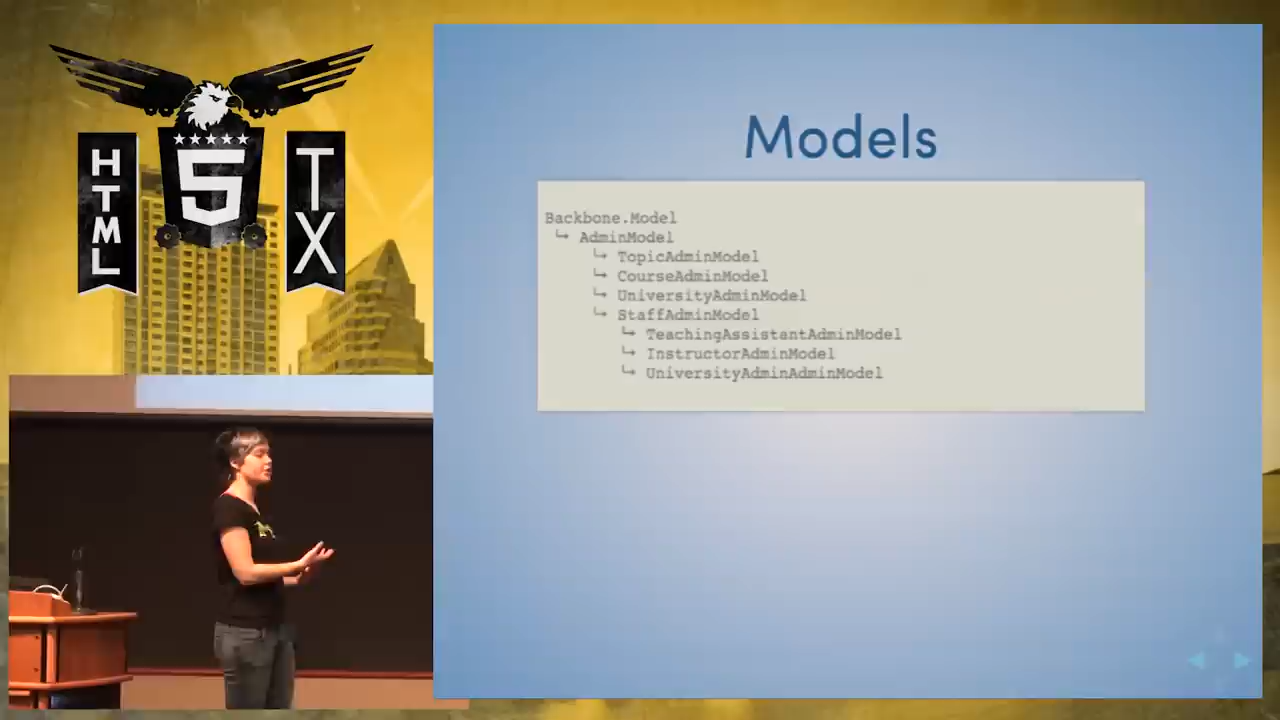 HTML
5
TX
Models
Backbone.Model
↳ AdminModel
↳ TopicAdminModel
↳ CourseAdminModel
↳ UniversityAdminModel
↳ StaffAdminModel
↳ TeachingAssistantAdminModel
↳ InstructorAdminModel
↳ UniversityAdminAdminModel